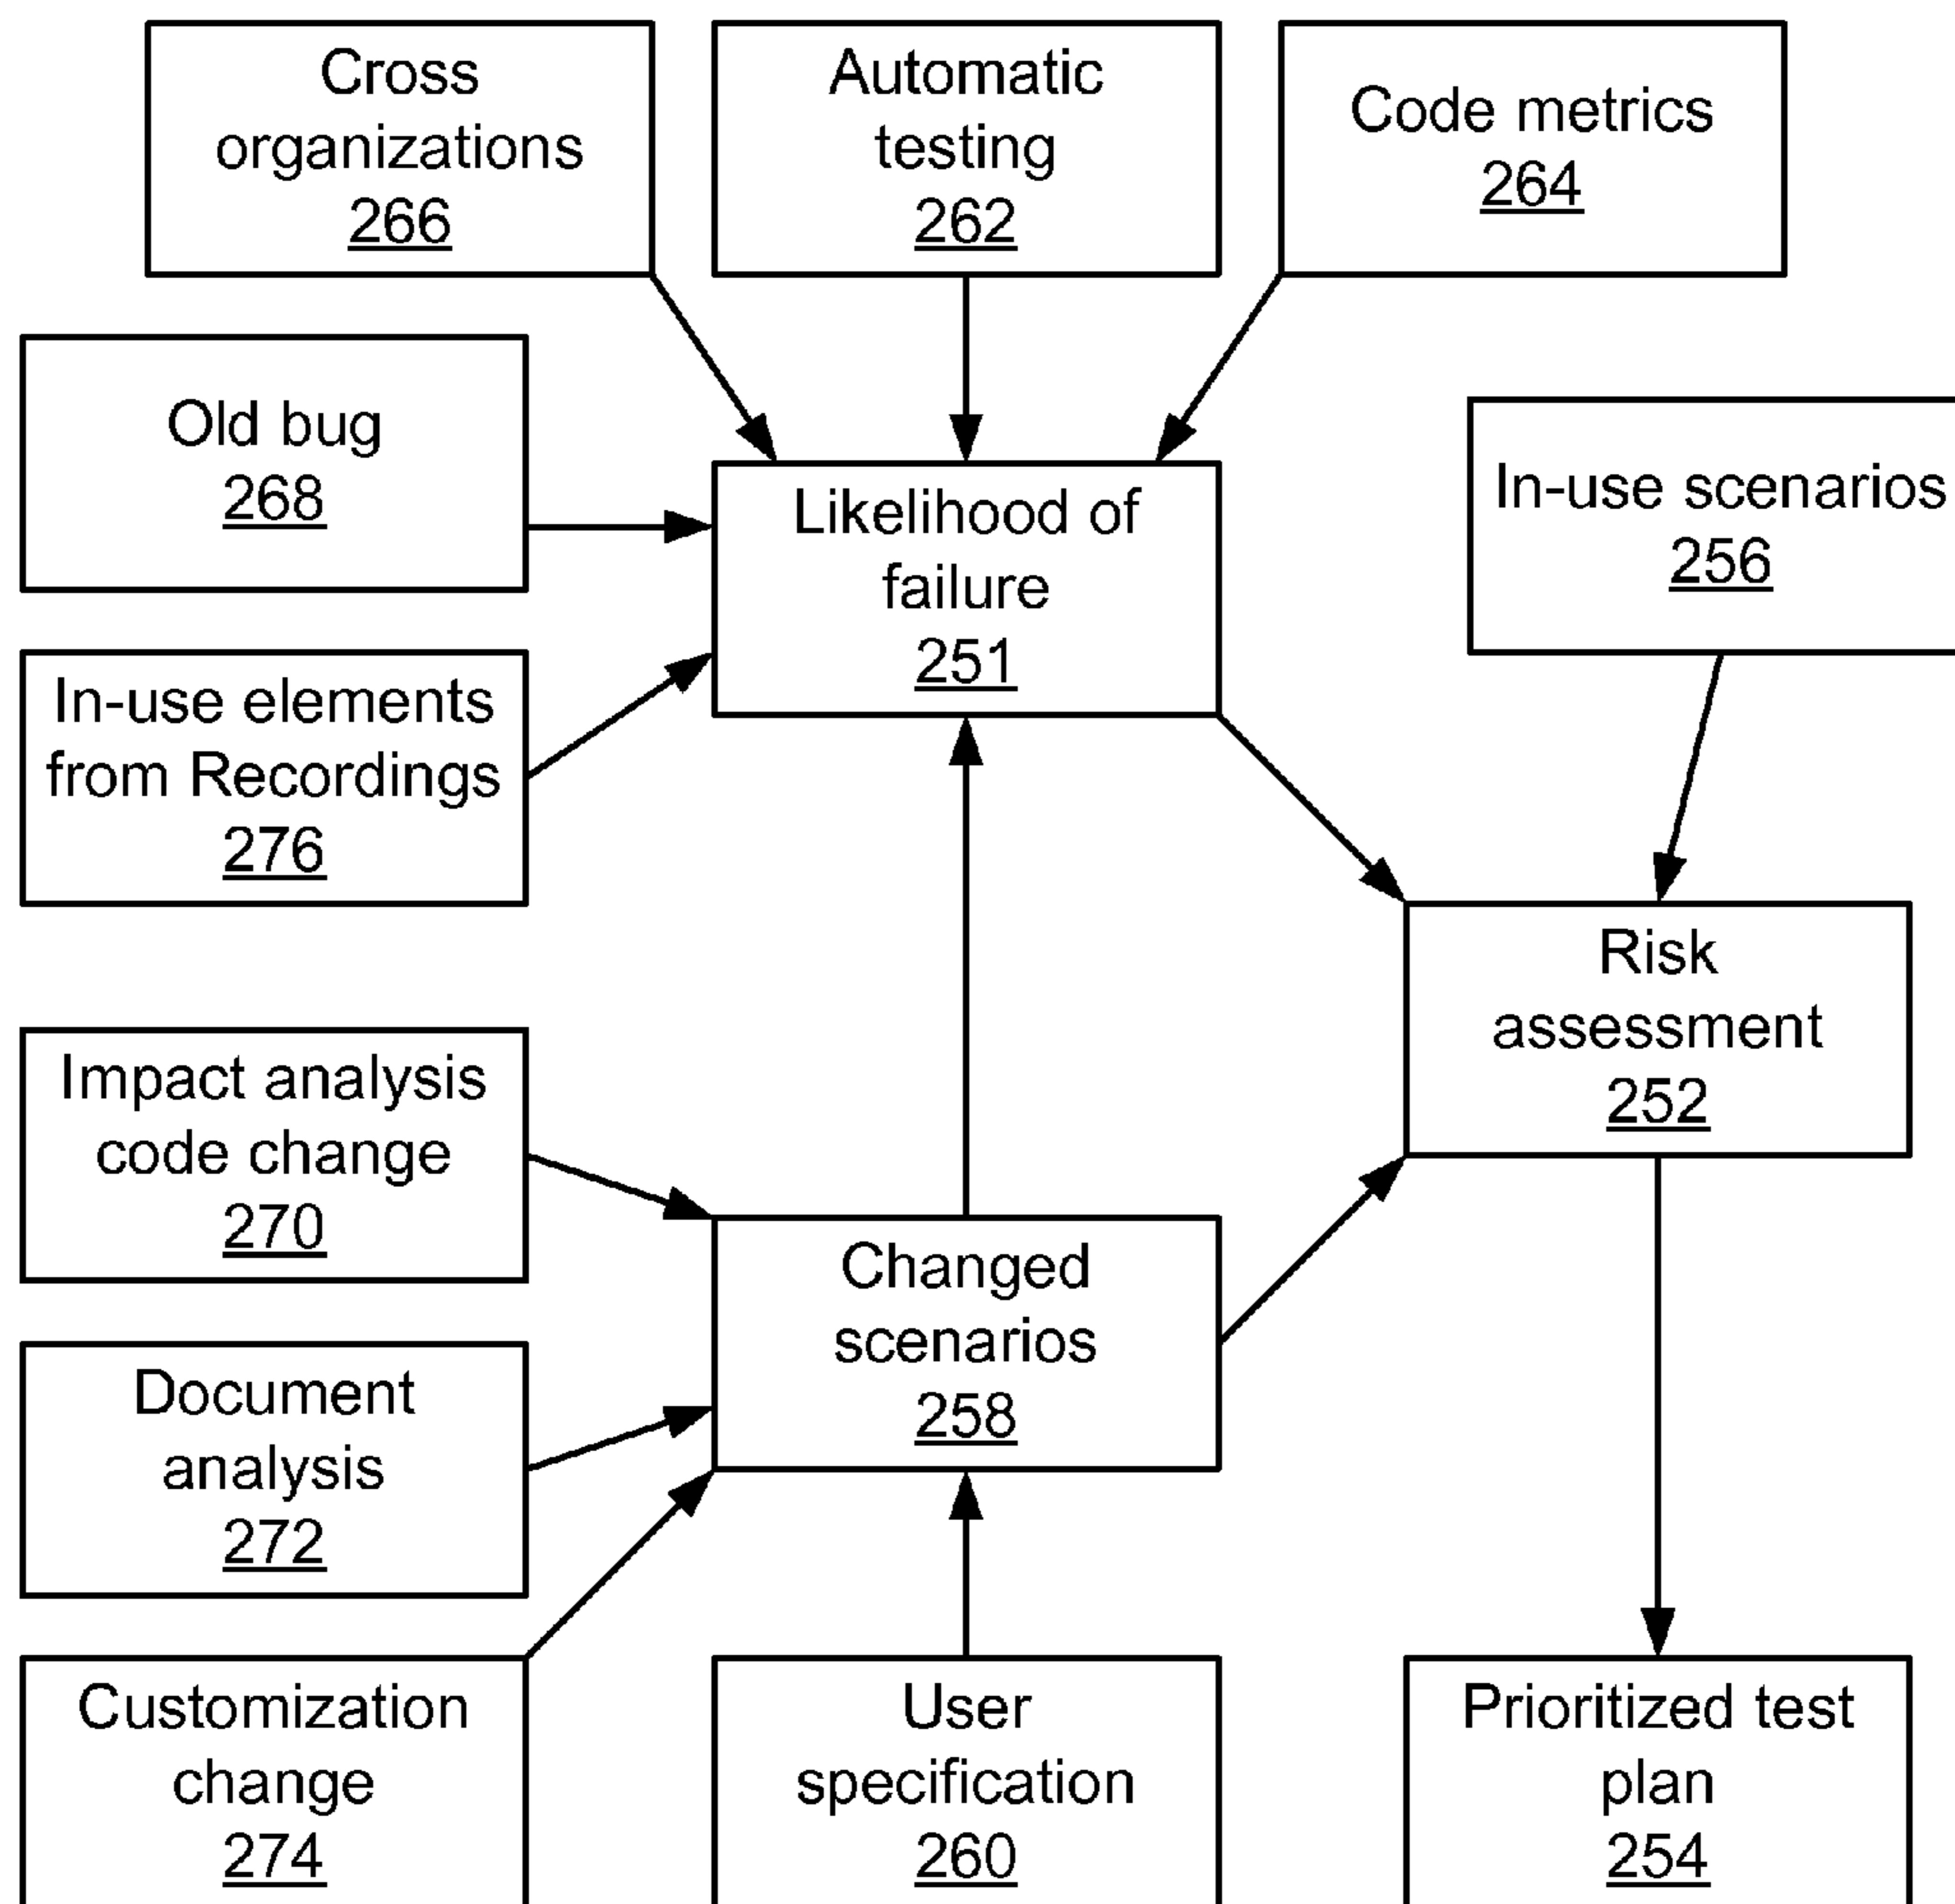 Cross
organizations
266
Automatic
testing
262
Code metrics
264
Old bug
268
Likelihood of
failure
251
In-use scenarios
256
In-use elements
from Recordings
276
Risk
assessment
252
Impact analysis
code change
270
Changed
scenarios
258
Document
analysis
272
Customization
change
274
User
specification
260
Prioritized test
plan
254